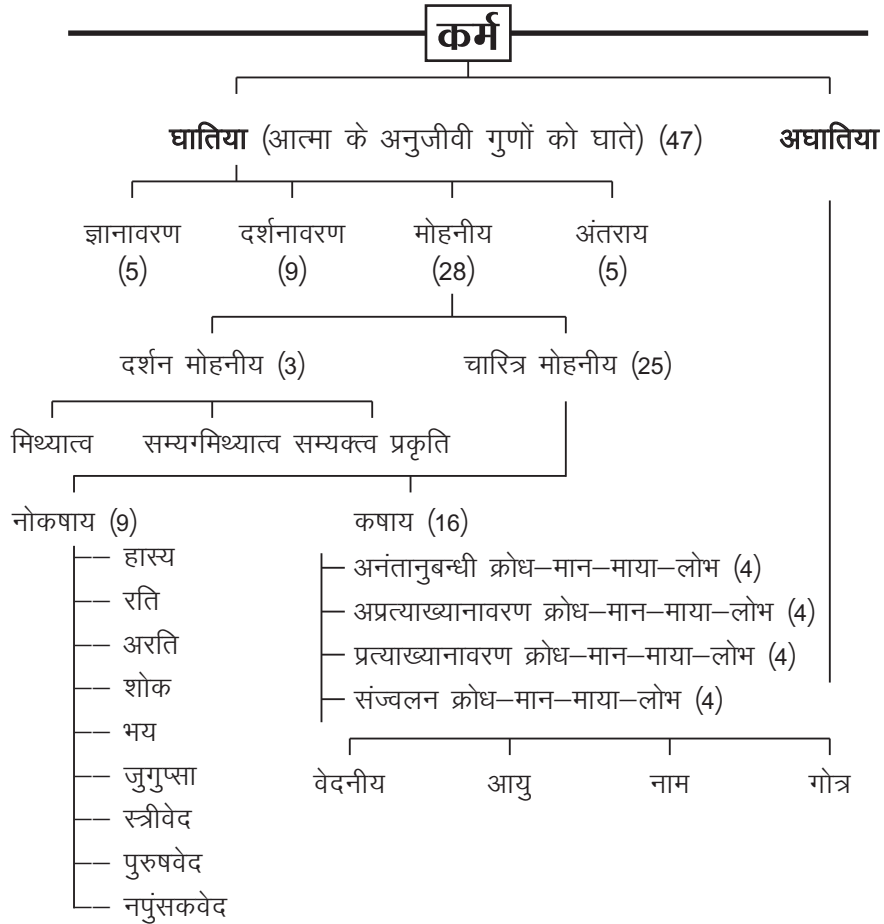 कर्म
घातिया (आत्मा के अनुजीवी गुणों को घाते) (47) अघातिया
ज्ञानावरण दर्शनावरण मोहनीय अंतराय
(5) (9) (28) (5)
दर्शन मोहनीय (3) चारित्र मोहनीय (25)
मिथ्यात्व सम्यग्मिथ्यात्व सम्यक्त्व प्रकृति
नोकषाय (9) कषाय (16)
हास्य
रति
अरति
शोक
भय
जुगुप्सा
स्त्रीवेद
पुरुषवेद
नपुंसकवेद
अनंतानुबन्धी क्रोध–मान–माया–लोभ (4)
अप्रत्याख्यानावरण क्रोध–मान–माया–लोभ (4)
प्रत्याख्यानावरण क्रोध–मान–माया–लोभ (4)
संज्वलन क्रोध–मान–माया–लोभ (4)
वेदनीय आयु नाम गोत्र